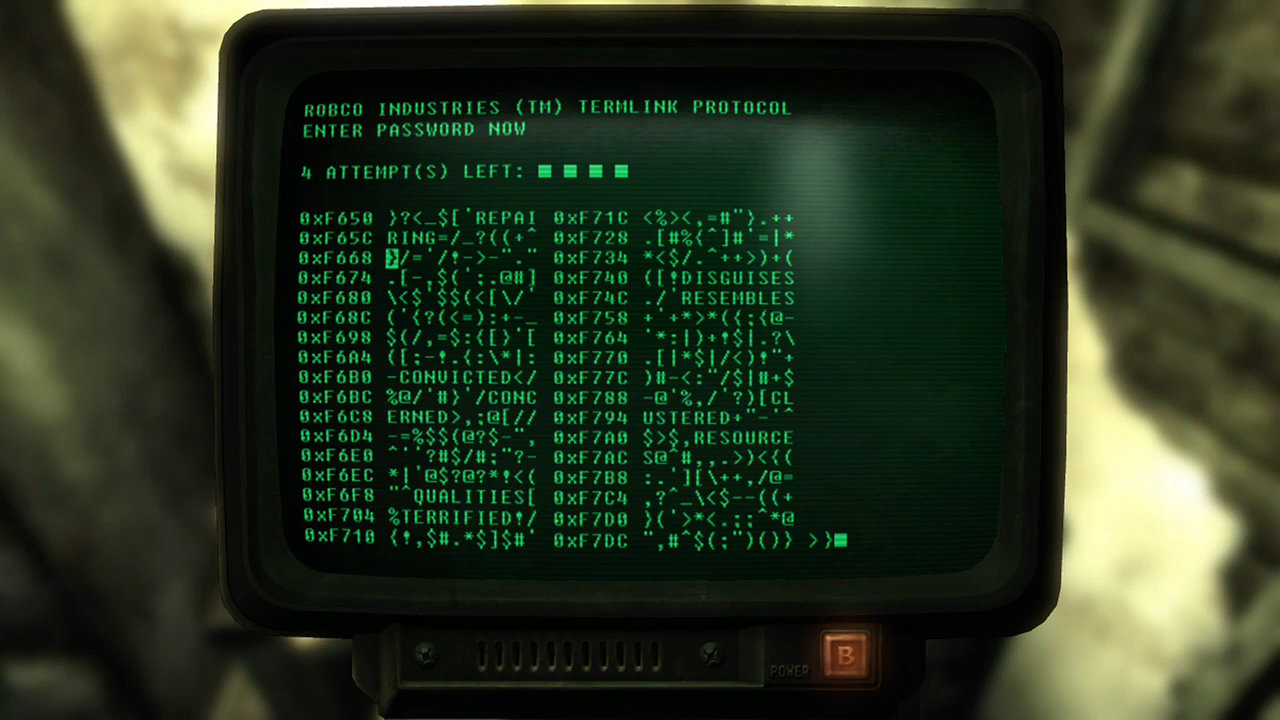 ROBCO INDUSTRIES (TM) TERMLINK PROTOCOL
ENTER PASSWORD NOW
4 ATTEMPT(S) LEFT:
0xF650 }?<_$['REPAI 0xF71C <%><,=#"}.++
0xF65C RING=/_?((+^ 0xF728 .[#%{^]#'=|*
0xF668 }/='/!->-"." 0xF734 *<$/.^++>)+(
0xF674 .[-,$(';.@#] 0xF740 ([!DISGUISES
0xF680 \<$'$$(<[\/' 0xF74C ./'RESEMBLES
0xF68C ('{?(<=):+-_ 0xF758 +'+*>*({;{@-
0xF698 $(/,=$:{[}'[ 0xF764 '*:|)+!$|.?\
0xF6A4 ([;-!.{:\*|: 0xF770 .[|*$|/<)!"+
0xF6B0 -CONVICTED</ 0xF77C )#-<:"/$|#+$
0xF6BC %@/'#}'/CONC 0xF788 -@'%,/'?)[CL
0xF6C8 ERNED>,;@[// 0xF794 USTERED+"-'^
0xF6D4 -=%$$(@?$-", 0xF7A0 $>$,RESOURCE
0xF6E0 ^''?#$/#;"?- 0xF7AC S@^#,,.>)<{(
0xF6EC *|'@$?@?*!<( 0xF7B8 :.'][\++,/@=
0xF6F8 "^QUALITIES[ 0xF7C4 ,?^_\<$--((+
0xF704 %TERRIFIED!/ 0xF7D0 }('>*<.;;^*@
0xF710 {!,$#.*$]$#' 0xF7DC ",#^$(;")()} >}
POWER
B